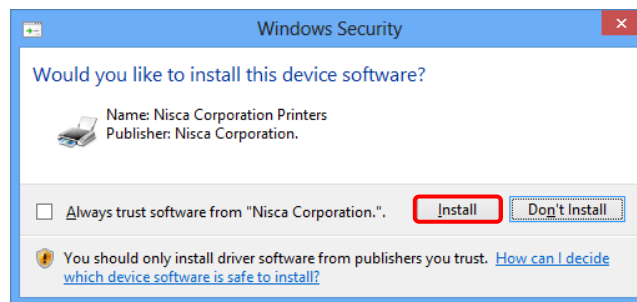 Windows Security
Would you like to install this device software?
Name: Nisca Corporation Printers
Publisher: Nisca Corporation.
Always trust software from "Nisca Corporation.". Install Don't Install
You should only install driver software from publishers you trust. How can I decide
which device software is safe to install?